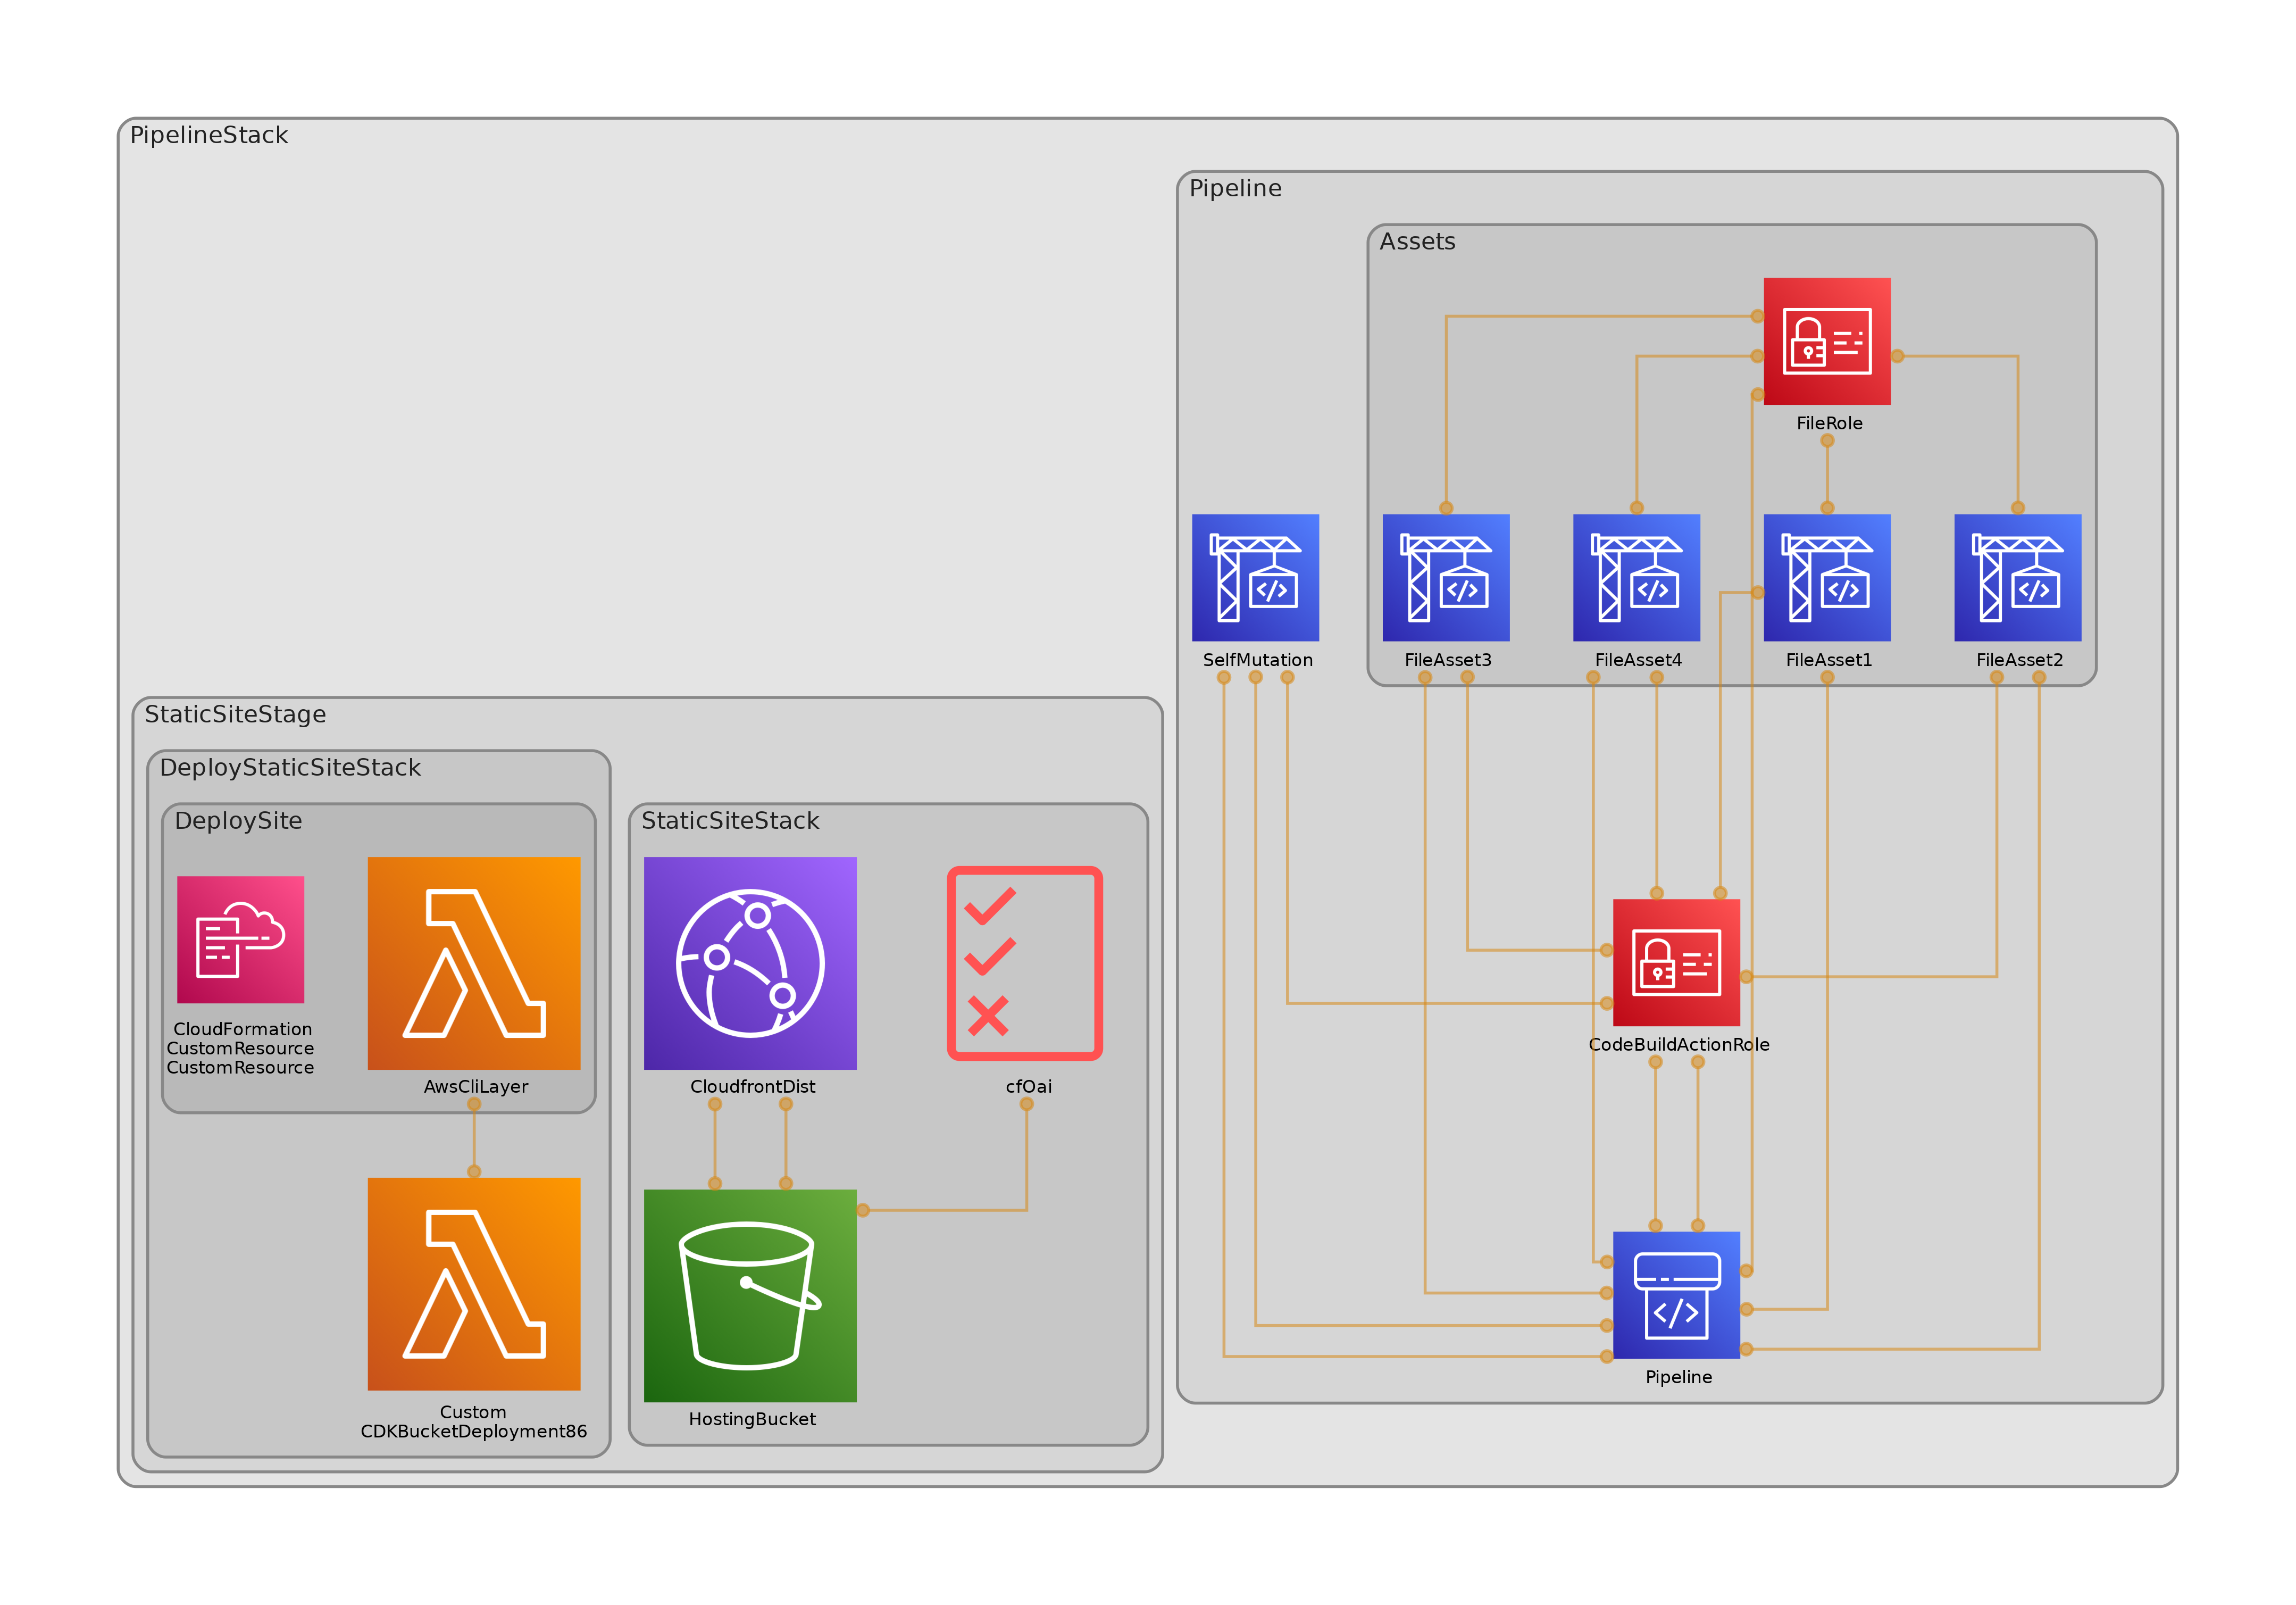 PipelineStack
Pipeline
Assets
FileRole
SelfMutation
FileAsset3
FileAsset4
FileAsset1
FileAsset2
StaticSiteStage
DeployStaticSiteStack
DeploySite
StaticSiteStack
CloudFormation
CustomResource
CustomResource
AwsCliLayer
CloudfrontDist
cfOai
CodeBuildActionRole
Custom
CDKBucketDeployment86
HostingBucket
Pipeline